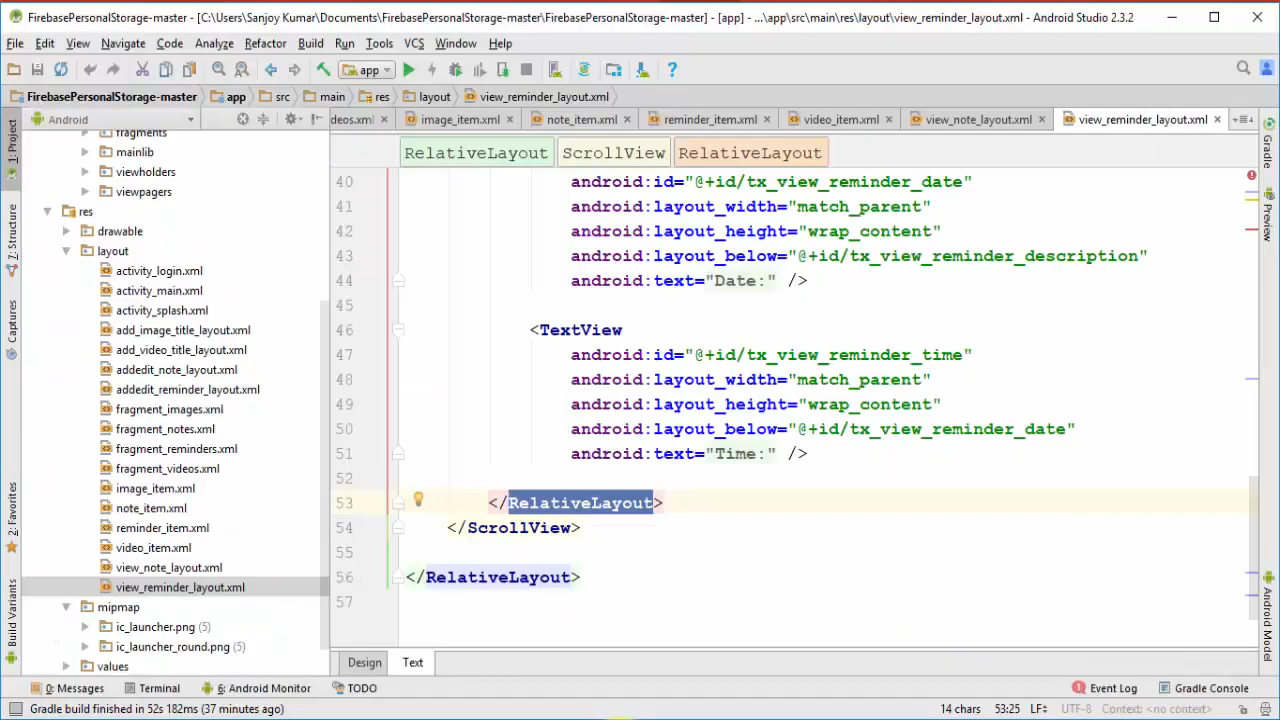 FirebasePersonalStorage-master - [C:\Users\Sanjoy Kumar\Documents\FirebasePersonalStorage-master\FirebasePersonalStorage-master] - [app] - ...\app\src\main\res\layout\view_reminder_layout.xml - Android Studio 2.3.2
File Edit View Navigate Code Analyze Refactor Build Run Tools VCS Window Help
app
FirebasePersonalStorage-master app src main res layout view_reminder_layout.xml
Android
deos.xml image_item.xml note_item.xml reminder_item.xml video_item.xml view_note_layout.xml view_reminder_layout.xml
RelativeLayout ScrollView RelativeLayout
1: Project
7: Structure
Captures
2: Favorites
Build Variants
fragments
mainlib
viewholders
viewpagers
res
drawable
layout
activity_login.xml
activity_main.xml
activity_splash.xml
add_image_title_layout.xml
add_video_title_layout.xml
addedit_note_layout.xml
addedit_reminder_layout.xml
fragment_images.xml
fragment_notes.xml
fragment_reminders.xml
fragment_videos.xml
image_item.xml
note_item.xml
reminder_item.xml
video_item.xml
view_note_layout.xml
view_reminder_layout.xml
mipmap
ic_launcher.png (5)
ic_launcher_round.png (5)
values
40 android:id="@+id/tx_view_reminder_date"
41 android:layout_width="match_parent"
42 android:layout_height="wrap_content"
43 android:layout_below="@+id/tx_view_reminder_description"
44 android:text="Date:" />
45
46 <TextView
47 android:id="@+id/tx_view_reminder_time"
48 android:layout_width="match_parent"
49 android:layout_height="wrap_content"
50 android:layout_below="@+id/tx_view_reminder_date"
51 android:text="Time:" />
52
53 </RelativeLayout>
54 </ScrollView>
55
56 </RelativeLayout>
57
Gradle
Preview
Android Model
Design Text
0: Messages Terminal 6: Android Monitor TODO Event Log Gradle Console
Gradle build finished in 52s 182ms (37 minutes ago) 14 chars 53:25 LF÷ UTF-8 Context: <no context>